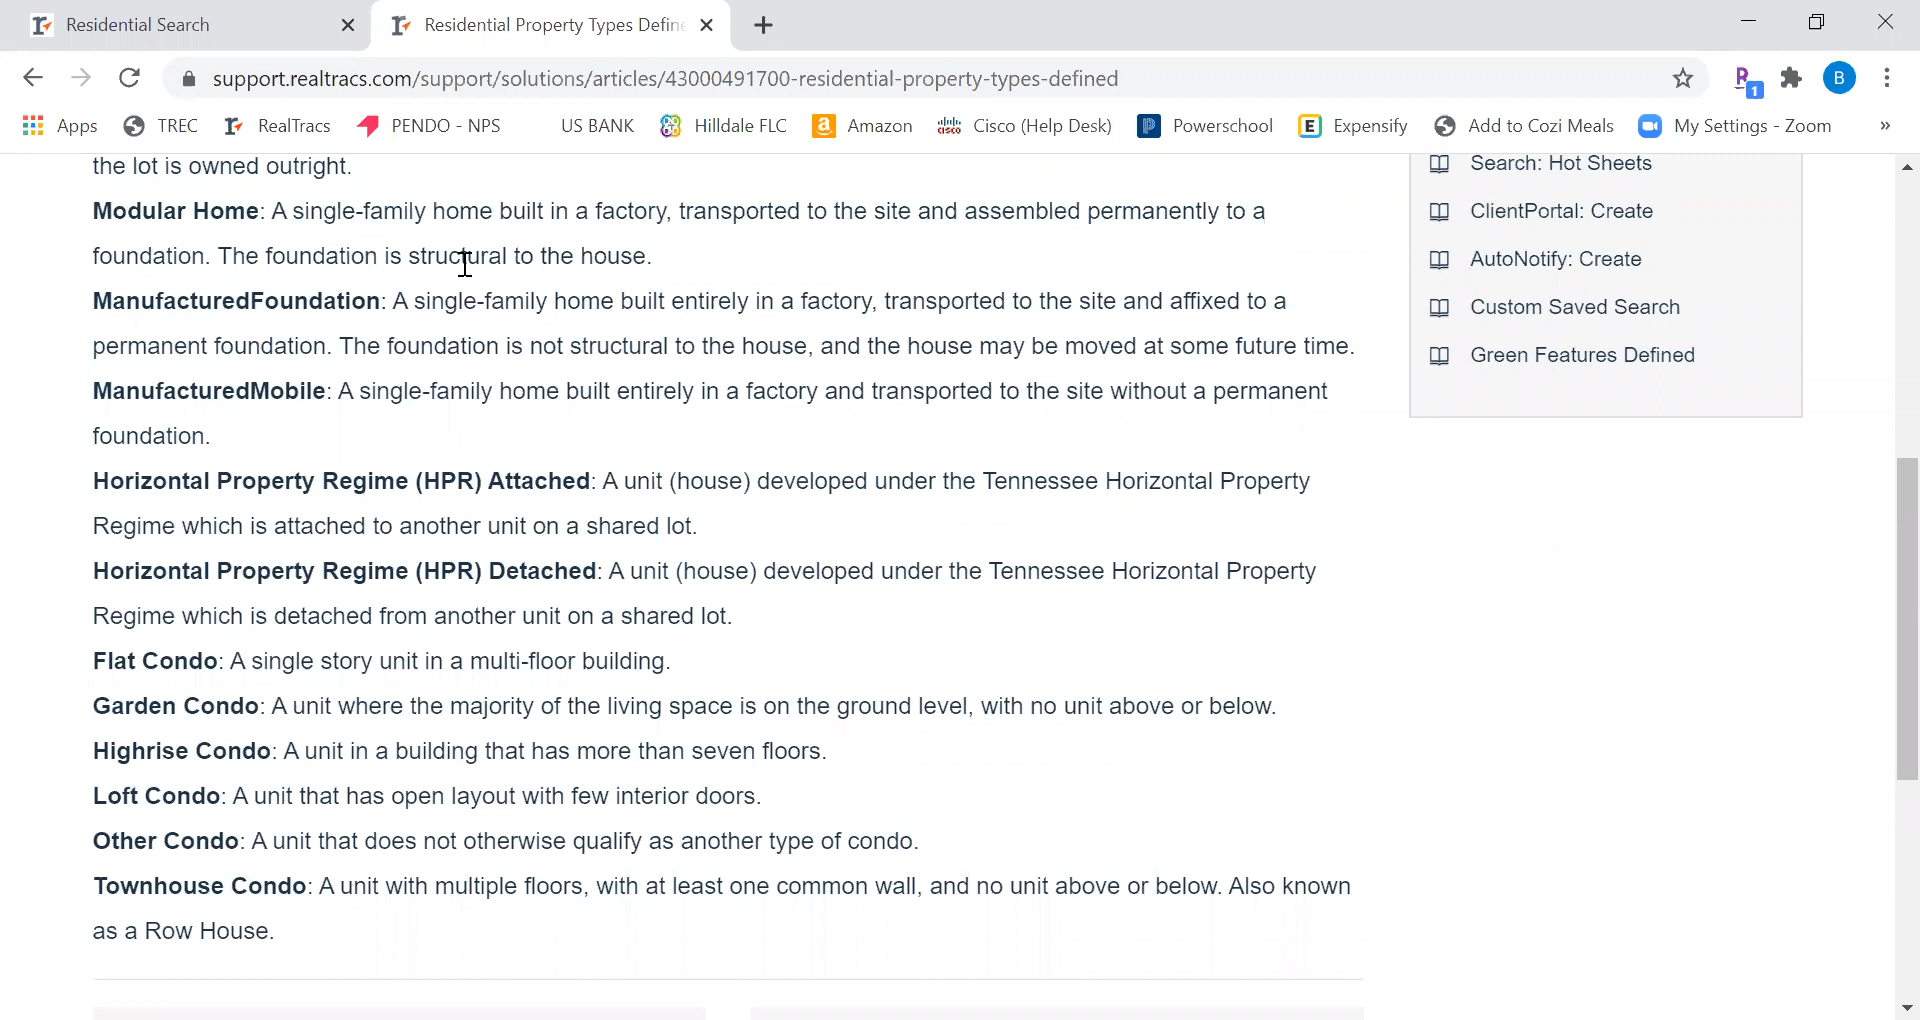 Residential Search
Residential Property Types Define
support.realtracs.com/support/solutions/articles/43000491700-residential-property-types-defined
1
B
Apps
TREC
RealTracs
PENDO - NPS
US BANK
Hilldale FLC
Amazon
Cisco (Help Desk)
Powerschool
Expensify
Add to Cozi Meals
My Settings - Zoom
»
the lot is owned outright.
Modular Home: A single-family home built in a factory, transported to the site and assembled permanently to a
foundation. The foundation is structural to the house.
ManufacturedFoundation: A single-family home built entirely in a factory, transported to the site and affixed to a
permanent foundation. The foundation is not structural to the house, and the house may be moved at some future time.
ManufacturedMobile: A single-family home built entirely in a factory and transported to the site without a permanent
foundation.
Horizontal Property Regime (HPR) Attached: A unit (house) developed under the Tennessee Horizontal Property
Regime which is attached to another unit on a shared lot.
Horizontal Property Regime (HPR) Detached: A unit (house) developed under the Tennessee Horizontal Property
Regime which is detached from another unit on a shared lot.
Flat Condo: A single story unit in a multi-floor building.
Garden Condo: A unit where the majority of the living space is on the ground level, with no unit above or below.
Highrise Condo: A unit in a building that has more than seven floors.
Loft Condo: A unit that has open layout with few interior doors.
Other Condo: A unit that does not otherwise qualify as another type of condo.
Townhouse Condo: A unit with multiple floors, with at least one common wall, and no unit above or below. Also known
as a Row House.
Search: Hot Sheets
ClientPortal: Create
AutoNotify: Create
Custom Saved Search
Green Features Defined